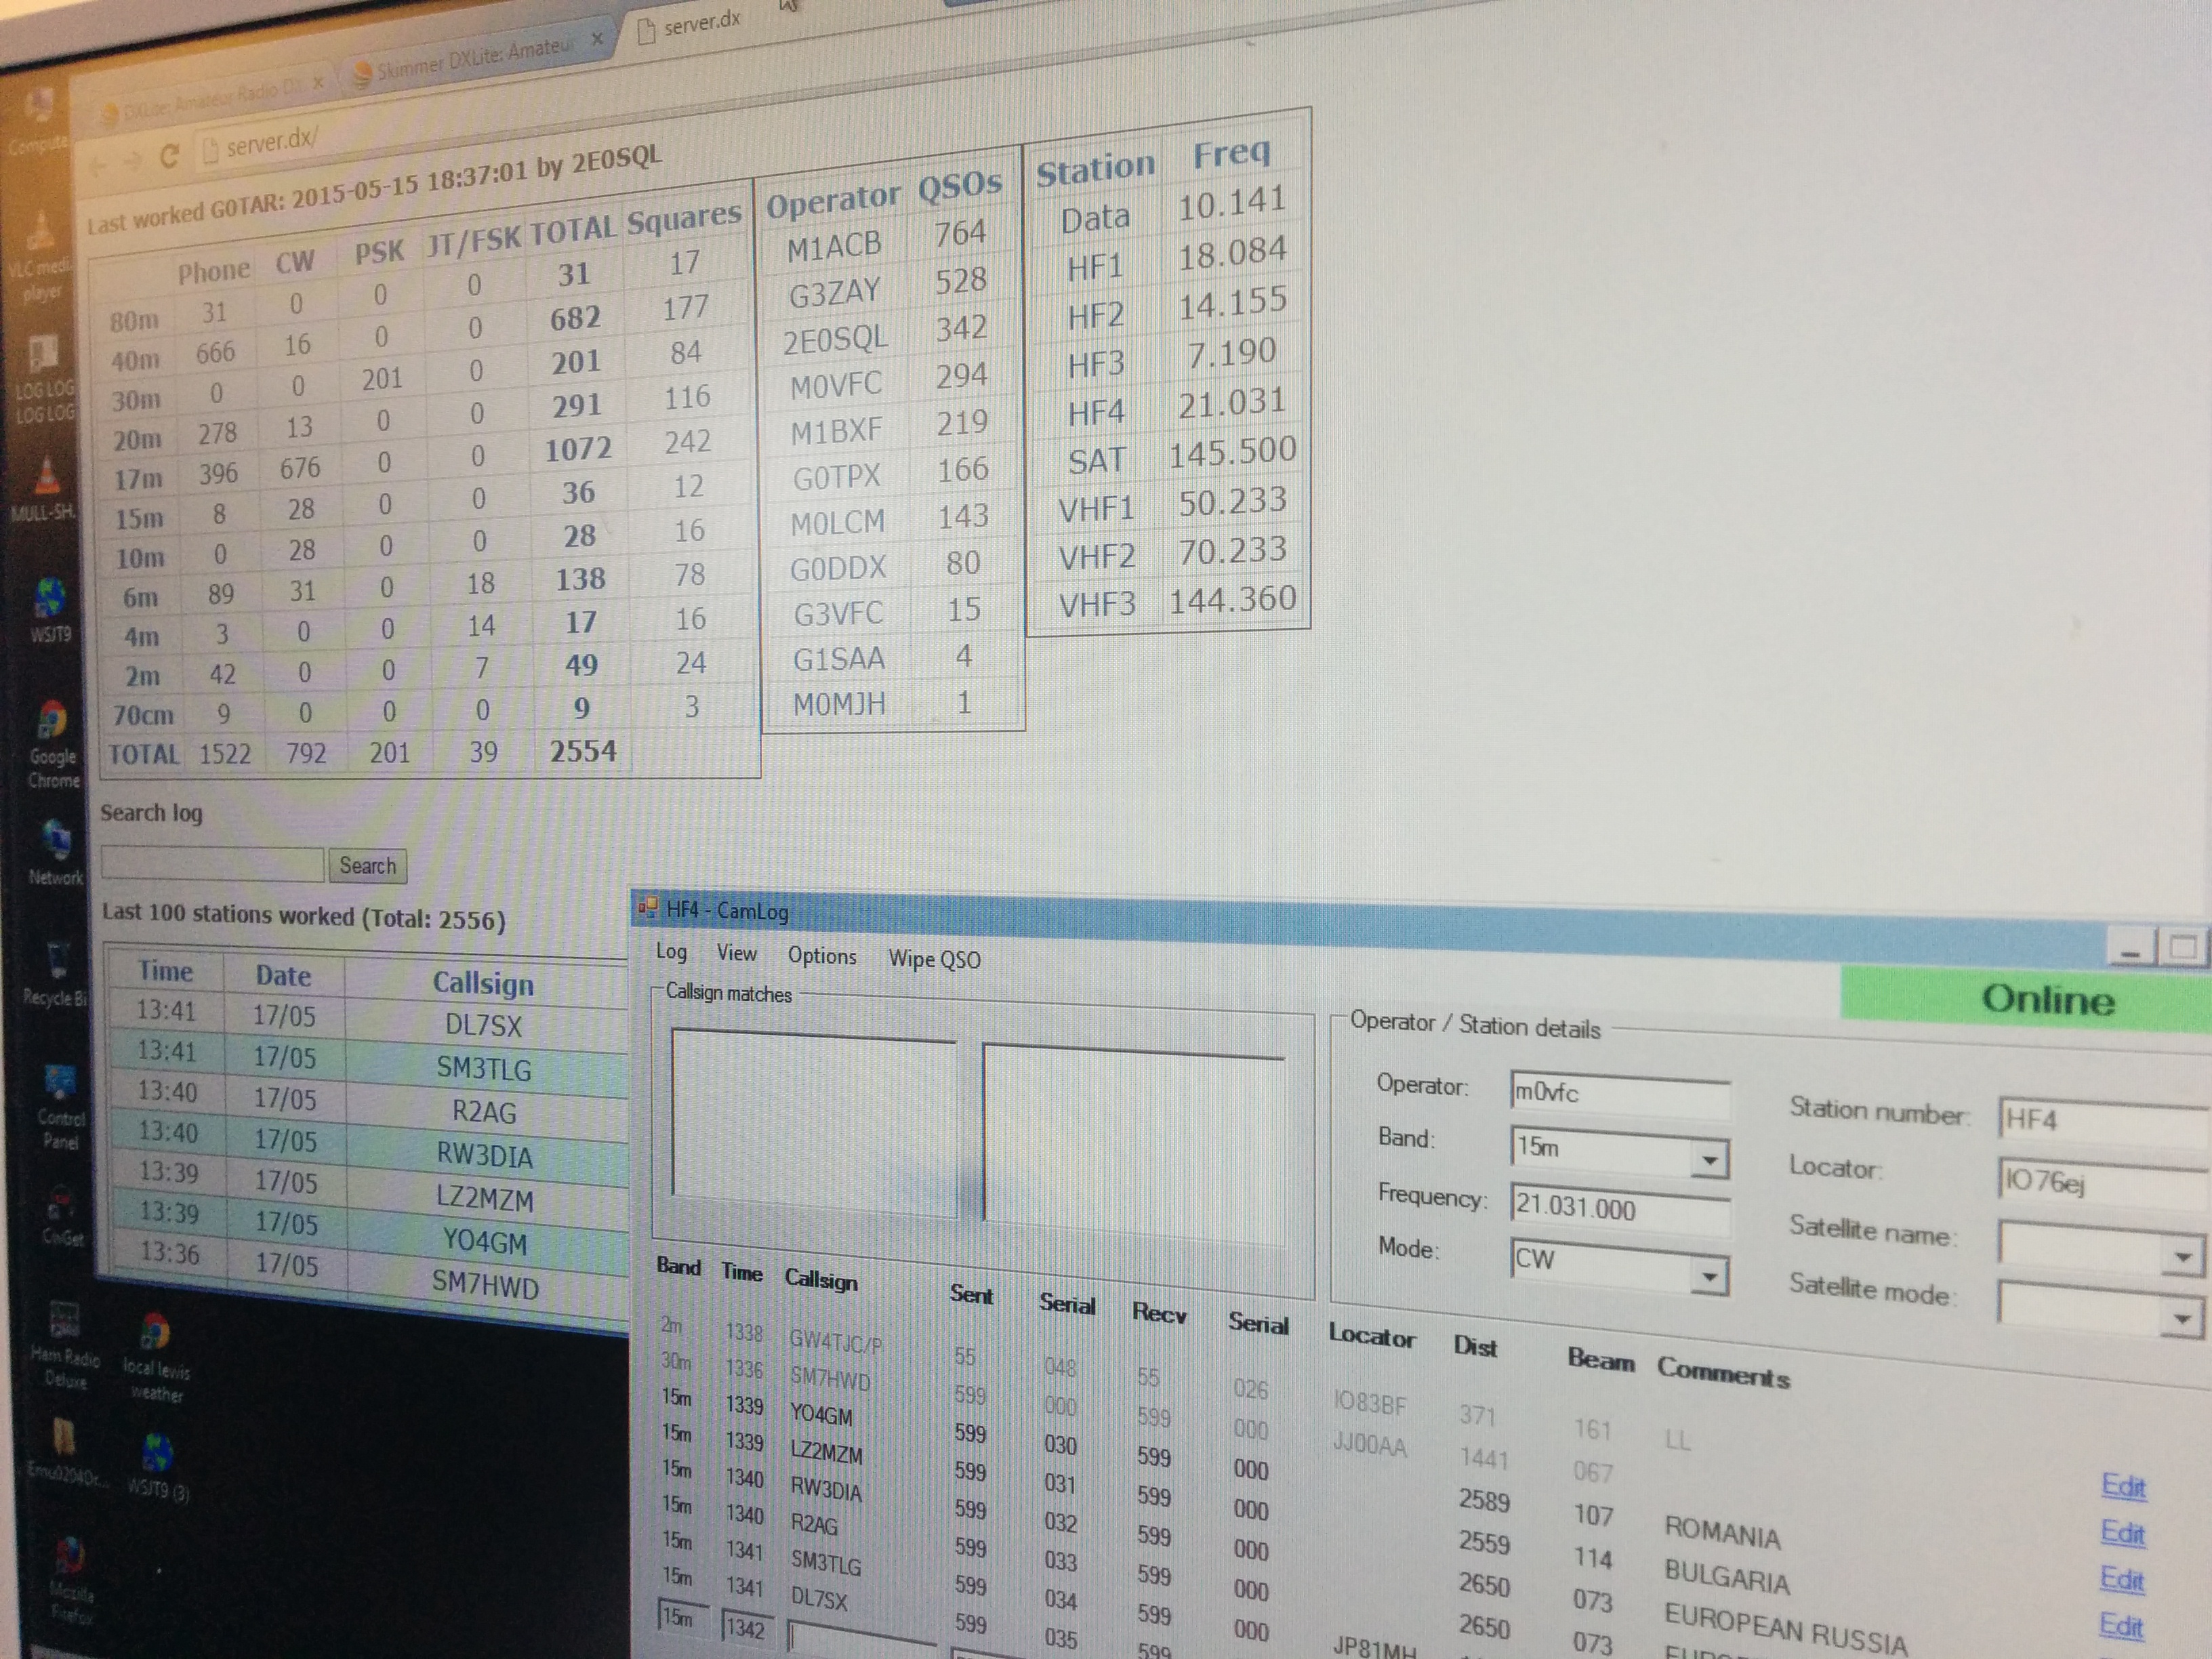 Skimmer DXLite: Amateur
server.dx
server.dx/
Last worked G0TAR: 2015-05-15 18:37:01 by 2E0SQL
Phone CW PSK JT/FSK TOTAL Squares
80m 31 0 0 0 31 17
40m 666 16 0 0 682 177
30m 0 0 201 0 201 84
20m 278 13 0 0 291 116
17m 396 676 0 0 1072 242
15m 8 28 0 0 36 12
10m 0 28 0 0 28 16
6m 89 31 0 18 138 78
4m 3 0 0 14 17 16
2m 42 0 0 7 49 24
70cm 9 0 0 0 9 3
TOTAL 1522 792 201 39 2554
Operator QSOs
M1ACB 764
G3ZAY 528
2E0SQL 342
M0VFC 294
M1BXF 219
G0TPX 166
M0LCM 143
G0DDX 80
G3VFC 15
G1SAA 4
M0MJH 1
Station Freq
Data 10.141
HF1 18.084
HF2 14.155
HF3 7.190
HF4 21.031
SAT 145.500
VHF1 50.233
VHF2 70.233
VHF3 144.360
Search log
Search
Last 100 stations worked (Total: 2556)
Time Date Callsign
13:41 17/05 DL7SX
13:41 17/05 SM3TLG
13:40 17/05 R2AG
13:40 17/05 RW3DIA
13:39 17/05 LZ2MZM
13:39 17/05 YO4GM
13:36 17/05 SM7HWD
VLC medi
player
LOG LOG
LOG LOG
MULL-SH.
WSJT9
Google
Chrome
Network
Recycle Bi
Control
Panel
Ham Radio
Deluxe
local lewis
weather
WSJT9 (3)
Mozilla
Firefox
HF4 - CamLog
Log View Options Wipe QSO
Online
Callsign matches
Operator / Station details
Operator: m0vfc
Band: 15m
Frequency: 21.031.000
Mode: CW
Station number: HF4
Locator: IO76ej
Satellite name:
Satellite mode:
Band Time Callsign Sent Serial Recv Serial Locator Dist Beam Comments
2m 1338 GW4TJC/P 55 048 55 026 IO83BF 371 161 LL
30m 1336 SM7HWD 599 000 599 000 JJ00AA 1441 067
15m 1339 YO4GM 599 030 599 000 2589 107 ROMANIA Edit
15m 1339 LZ2MZM 599 031 599 000 2559 114 BULGARIA Edit
15m 1340 RW3DIA 599 032 599 000 2650 073 EUROPEAN RUSSIA Edit
15m 1340 R2AG 599 033 599 000 2650 073 Edit
15m 1341 SM3TLG 599 034 599 000 JP81MH
15m 1341 DL7SX 599 035 599
15m 1342